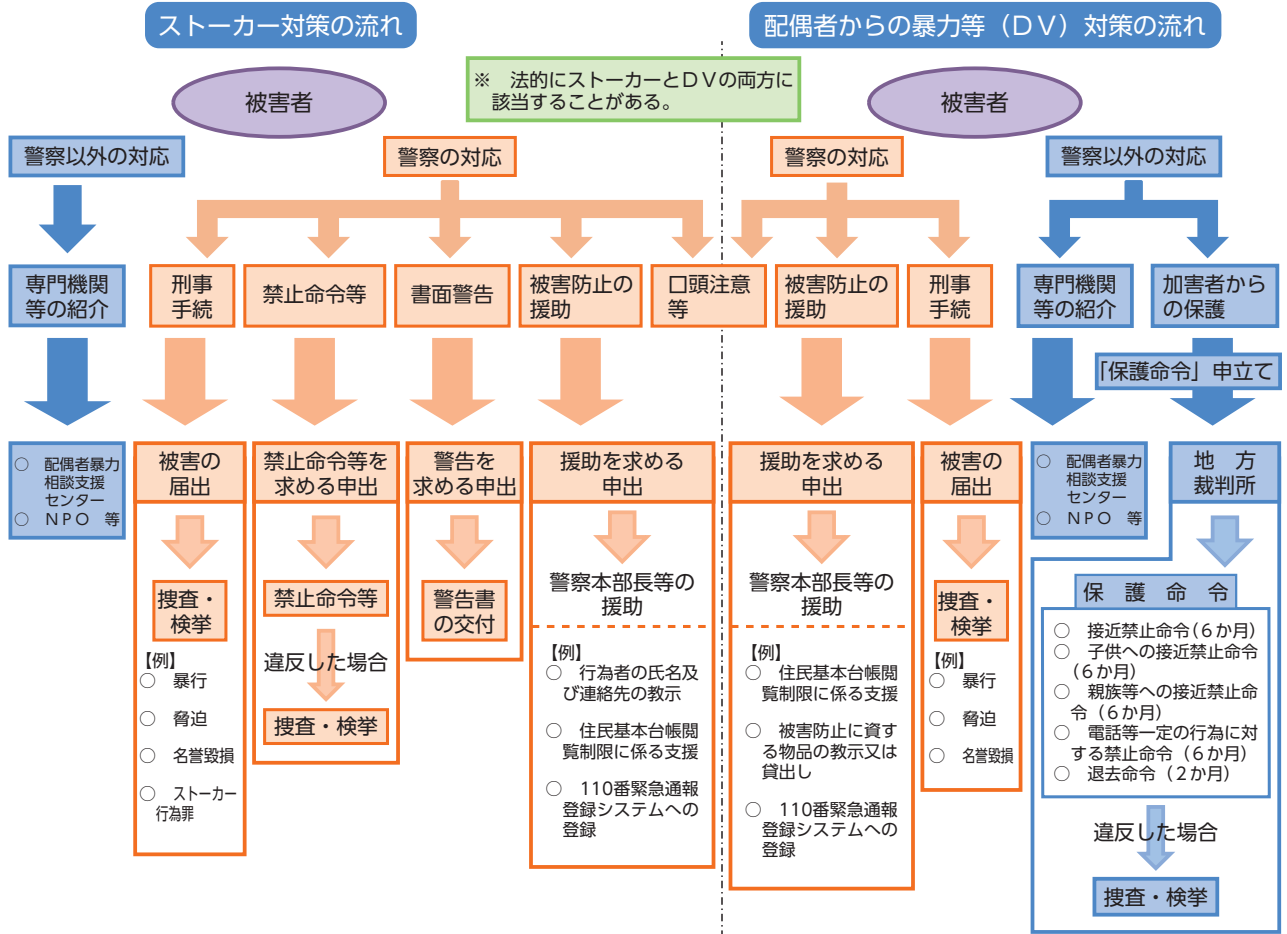 ストーカー対策の流れ
配偶者からの暴力等（ＤＶ）対策の流れ
※　法的にストーカーとＤＶの両方に
該当することがある。
被害者
被害者
警察以外の対応
警察の対応
警察の対応
警察以外の対応
専門機関
等の紹介
刑事
手続
禁止命令等
書面警告
被害防止の
援助
口頭注意
等
被害防止の
援助
刑事
手続
専門機関
等の紹介
加害者から
の保護
「保護命令」申立て
○　配偶者暴力
相談支援
センター
○　ＮＰＯ　等
被害の
届出
捜査・
検挙
【例】
○　暴行
○　脅迫
○　名誉毀損
○　ストーカー
行為罪
禁止命令等を
求める申出
禁止命令等
違反した場合
捜査・検挙
警告を
求める申出
警告書
の交付
援助を求める
申出
警察本部長等の
援助
【例】
○　行為者の氏名及
び連絡先の教示
○　住民基本台帳閲
覧制限に係る支援
○　110番緊急通報
登録システムへの
登録
援助を求める
申出
警察本部長等の
援助
【例】
○　住民基本台帳閲
覧制限に係る支援
○　被害防止に資す
る物品の教示又は
貸出し
○　110番緊急通報
登録システムへの
登録
被害の
届出
捜査・
検挙
【例】
○　暴行
○　脅迫
○　名誉毀損
○　配偶者暴力
相談支援
センター
○　ＮＰＯ　等
地　方
裁判所
保　護　命　令
○　接近禁止命令（６か月）
○　子供への接近禁止命令
（６か月）
○　親族等への接近禁止命
令（６か月）
○　電話等一定の行為に対
する禁止命令（６か月）
○　退去命令（２か月）
違反した場合
捜査・検挙